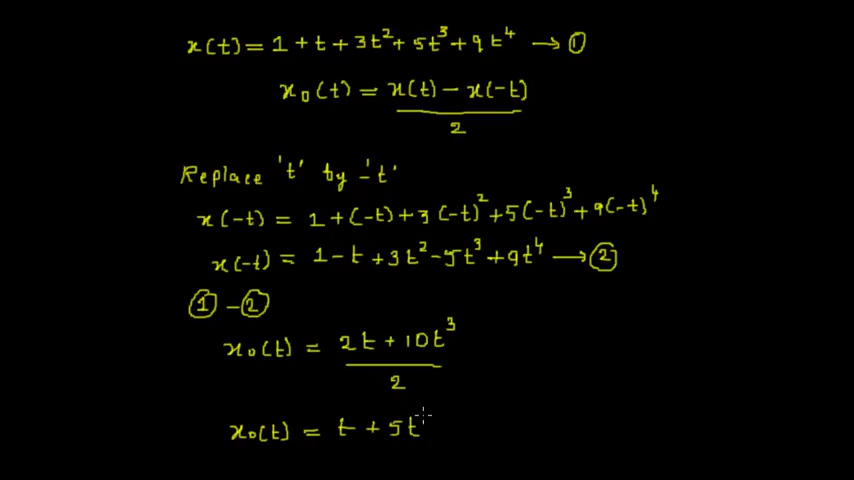 x(t) = 1 + t + 3t² + 5t³ + 9t⁴ → ①
x₀(t) = x(t) - x(-t) / 2
Replace 't' by '-t'
x(-t) = 1 + (-t) + 3(-t)² + 5(-t)³ + 9(-t)⁴
x(-t) = 1 - t + 3t² - 5t³ + 9t⁴ → ②
① - ②
x₀(t) = 2t + 10t³ / 2
x₀(t) = t + 5t